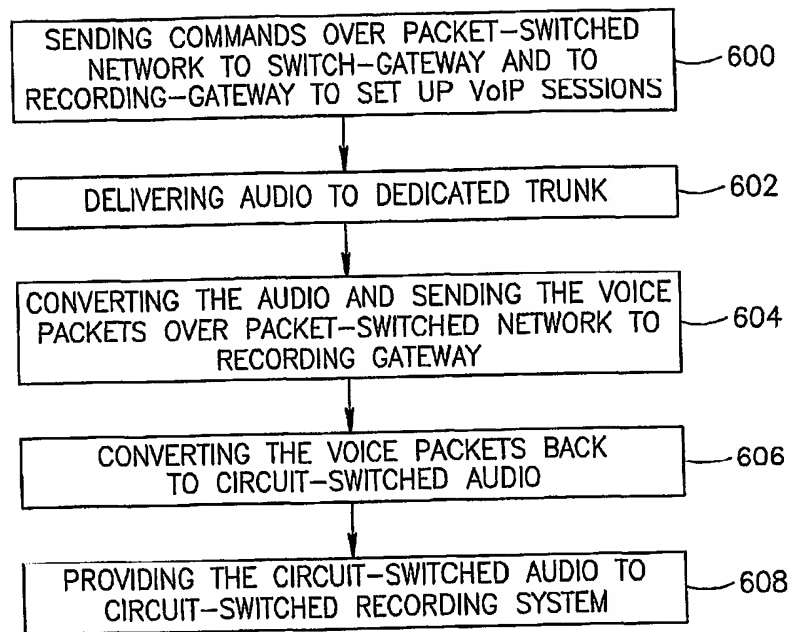 SENDING COMMANDS OVER PACKET-SWITCHED
NETWORK TO SWITCH-GATEWAY AND TO
RECORDING-GATEWAY TO SET UP VoIP SESSIONS
600
DELIVERING AUDIO TO DEDICATED TRUNK
602
CONVERTING THE AUDIO AND SENDING THE VOICE
PACKETS OVER PACKET-SWITCHED NETWORK TO
RECORDING GATEWAY
604
CONVERTING THE VOICE PACKETS BACK
TO CIRCUIT-SWITCHED AUDIO
606
PROVIDING THE CIRCUIT-SWITCHED AUDIO TO
CIRCUIT-SWITCHED RECORDING SYSTEM
608